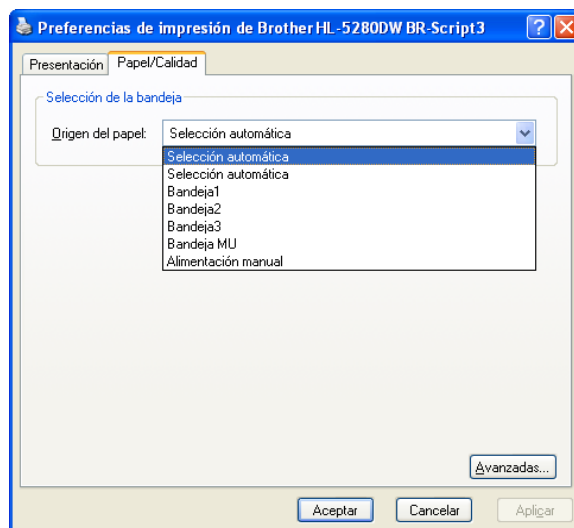 Preferencias de impresión de Brother HL-5280DW BR-Script3
Presentación Papel/Calidad
Selección de la bandeja
Origen del papel: Selección automática
Selección automática
Selección automática
Bandeja1
Bandeja2
Bandeja3
Bandeja MU
Alimentación manual
Avanzadas...
Aceptar Cancelar Aplicar